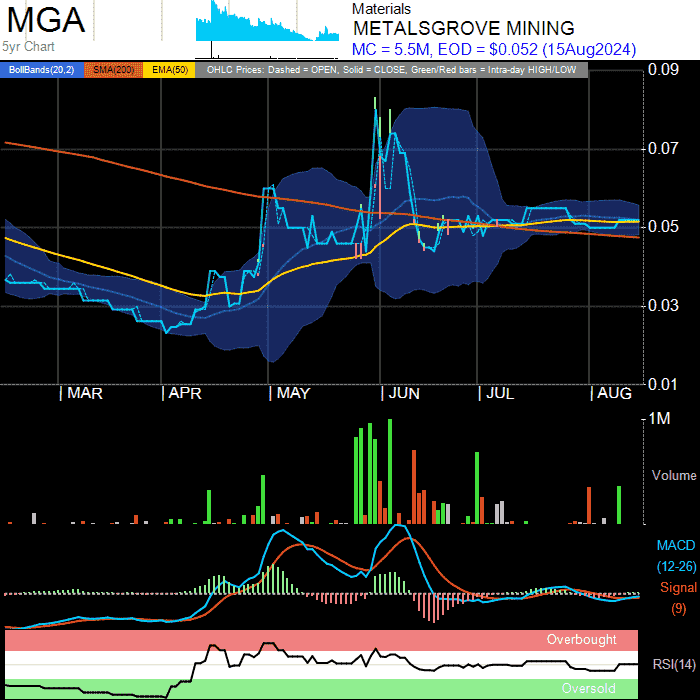 MGA
5yr Chart
Materials
METALSGROVE MINING
MC = 5.5M, EOD = $0.052 (15Aug2024)
BollBands(20,2) SMA(200) EMA(50) OHLC Prices: Dashed = OPEN, Solid = CLOSE, Green/Red bars = Intra-day HIGH/LOW
0.09
0.07
0.05
0.03
0.01
MAR APR MAY JUN JUL AUG
1M
Volume
MACD
(12-26)
Signal
(9)
Overbought
RSI(14)
Oversold